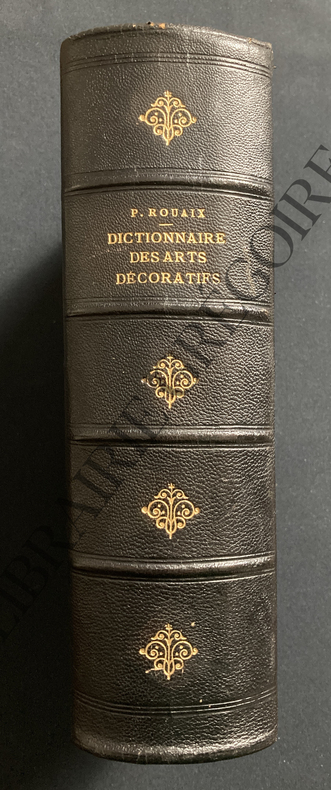 P. ROUAIX
DICTIONNAIRE
DES ARTS
DÉCORATIFS
LIBRAIRIE GRÉGOIRE